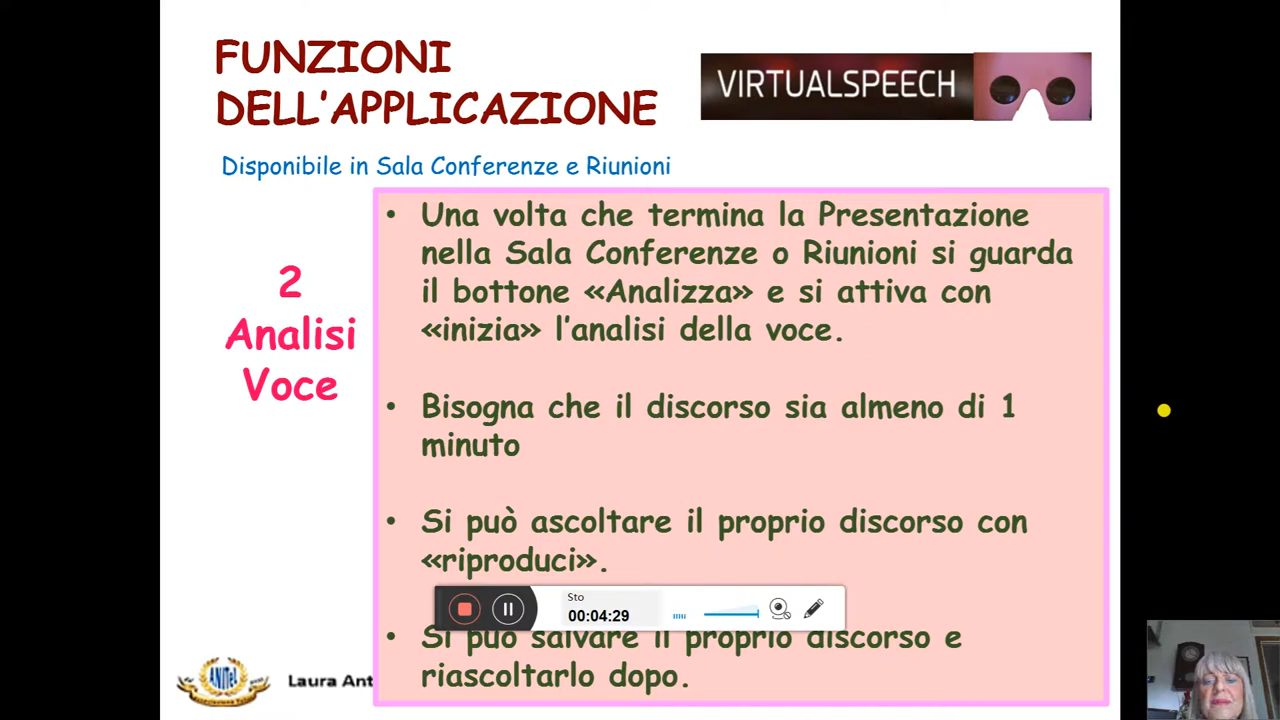 FUNZIONI
DELL'APPLICAZIONE
VIRTUALSPEECH
Disponibile in Sala Conferenze e Riunioni
2
Analisi
Voce
• Una volta che termina la Presentazione
nella Sala Conferenze o Riunioni si guarda
il bottone «Analizza» e si attiva con
«inizia» l'analisi della voce.
• Bisogna che il discorso sia almeno di 1
minuto
• Si può ascoltare il proprio discorso con
«riproduci».
Sto
00:04:29
• Si può salvare il proprio discorso e
riascoltarlo dopo.
ANITeL
Laura Ant